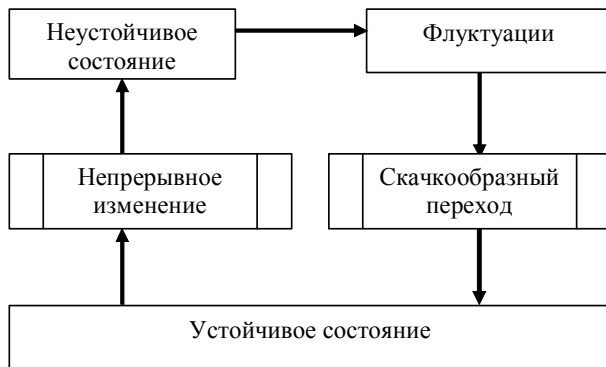 Неустойчивое
состояние
Флуктуации
Непрерывное
изменение
Скачкообразный
переход
Устойчивое состояние